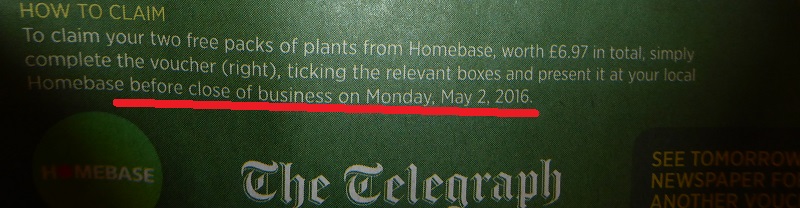 HOW TO CLAIM
To claim your two free packs of plants from Homebase, worth £6.97 in total, simply
complete the voucher (right), ticking the relevant boxes and present it at your local
Homebase before close of business on Monday, May 2, 2016.
HOMEBASE
The Telegraph
SEE TOMORROW
NEWSPAPER FO
ANOTHER VOUC